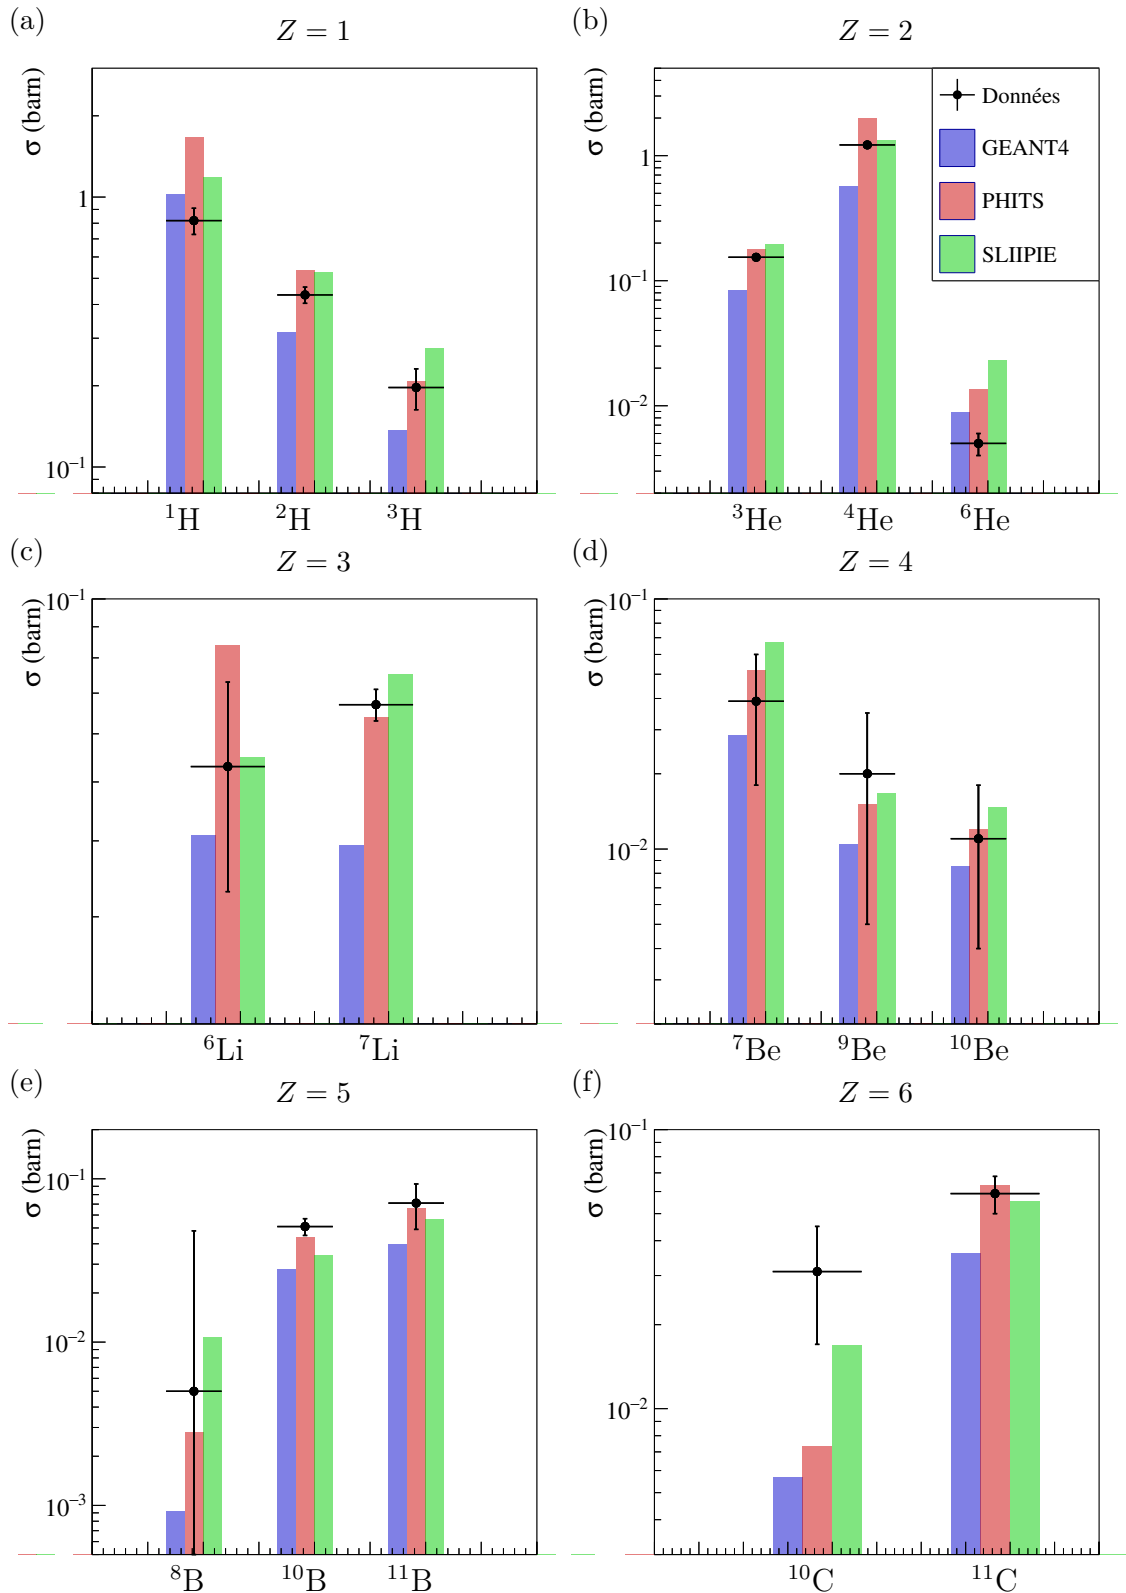 (a)
Z = 1
σ (barn)
1
10⁻¹
¹H ²H ³H
(b)
Z = 2
σ (barn)
1
10⁻¹
10⁻²
Données
GEANT4
PHITS
SLIIPIE
³He ⁴He ⁶He
(c)
Z = 3
σ (barn)
10⁻¹
⁶Li ⁷Li
(d)
Z = 4
σ (barn)
10⁻¹
10⁻²
⁷Be ⁹Be ¹⁰Be
(e)
Z = 5
σ (barn)
10⁻¹
10⁻²
10⁻³
⁸B ¹⁰B ¹¹B
(f)
Z = 6
σ (barn)
10⁻¹
10⁻²
¹⁰C ¹¹C